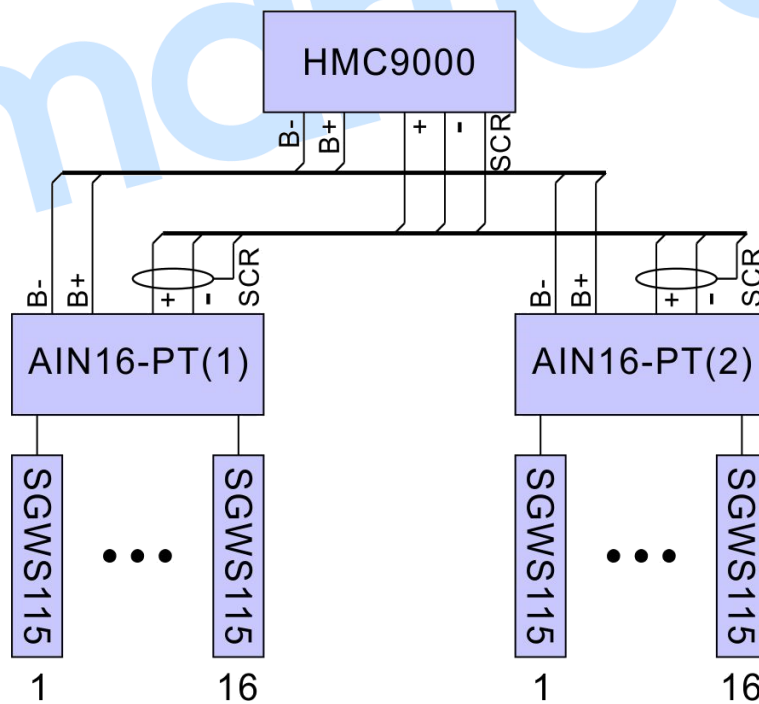 HMC9000
B- B+ + - SCR
B- B+ + - SCR
B- B+ + - SCR
AIN16-PT(1)
AIN16-PT(2)
SGWS115
SGWS115
SGWS115
SGWS115
1
16
1
16